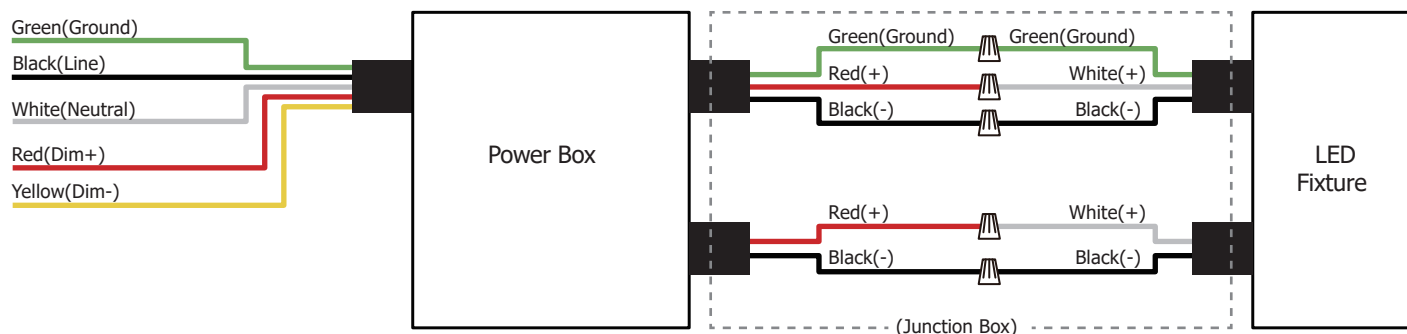 Green(Ground)
Black(Line)
White(Neutral)
Red(Dim+)
Yellow(Dim-)
Power Box
Green(Ground)
Green(Ground)
Red(+)
White(+)
Black(-)
Black(-)
Red(+)
White(+)
Black(-)
Black(-)
(Junction Box)
LED
Fixture